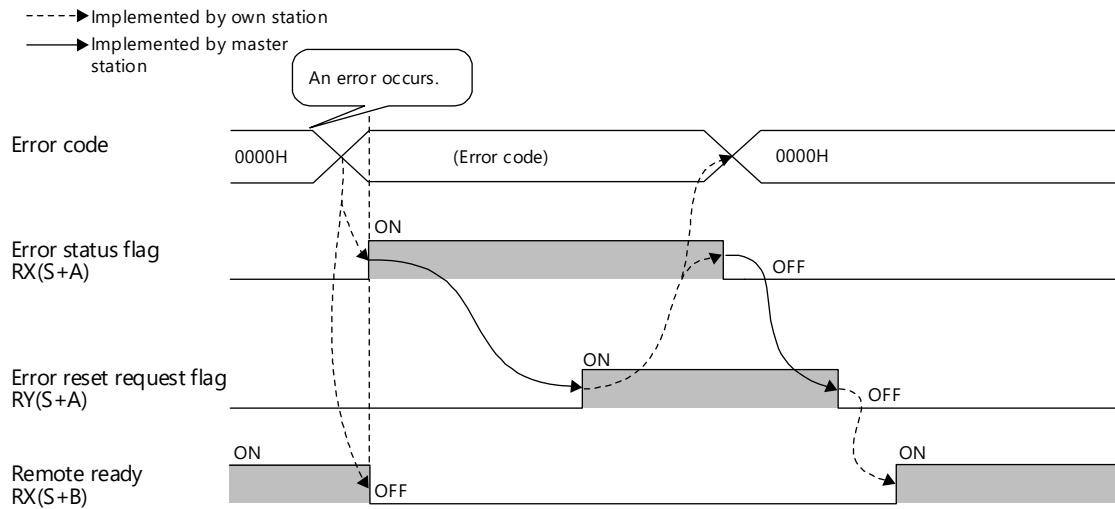 Implemented by own station
Implemented by master
station
An error occurs.
Error code
0000H
(Error code)
0000H
ON
Error status flag
RX(S+A)
OFF
ON
Error reset request flag
RY(S+A)
OFF
ON
ON
Remote ready
RX(S+B)
OFF